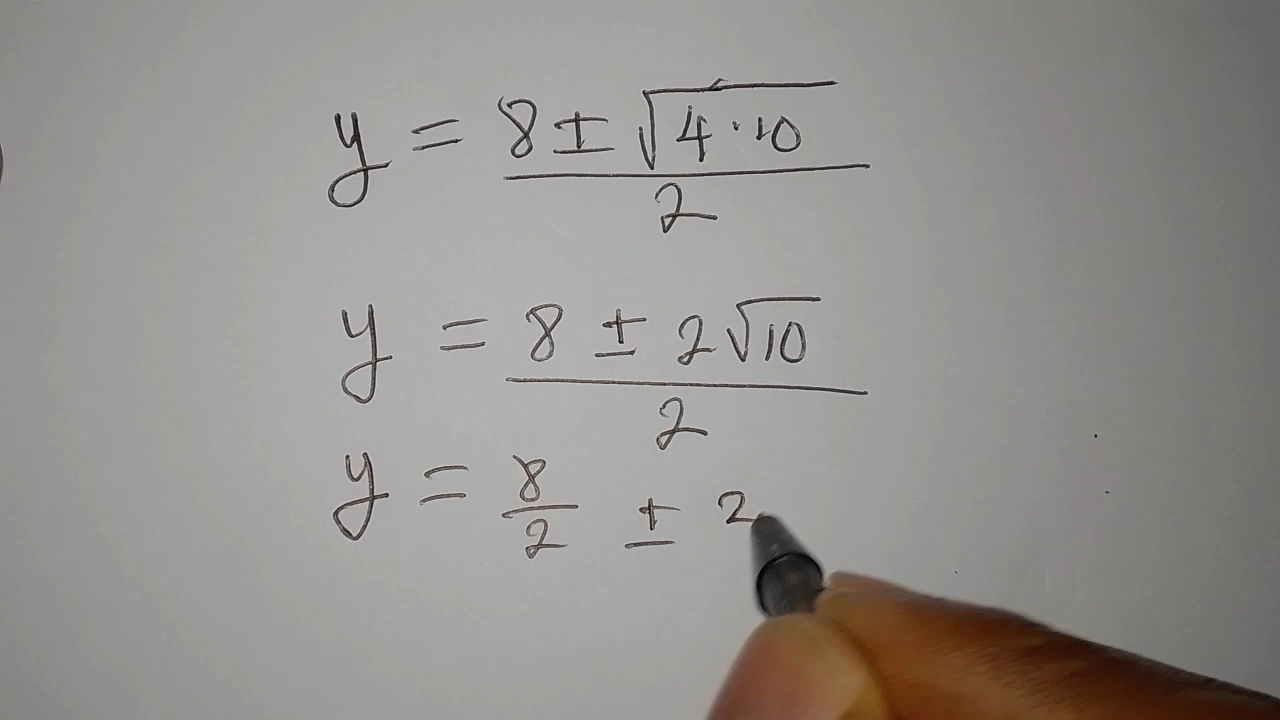 y = (8 ± √(4·10))/2
y = (8 ± 2√10)/2
y = 8/2 ± 2